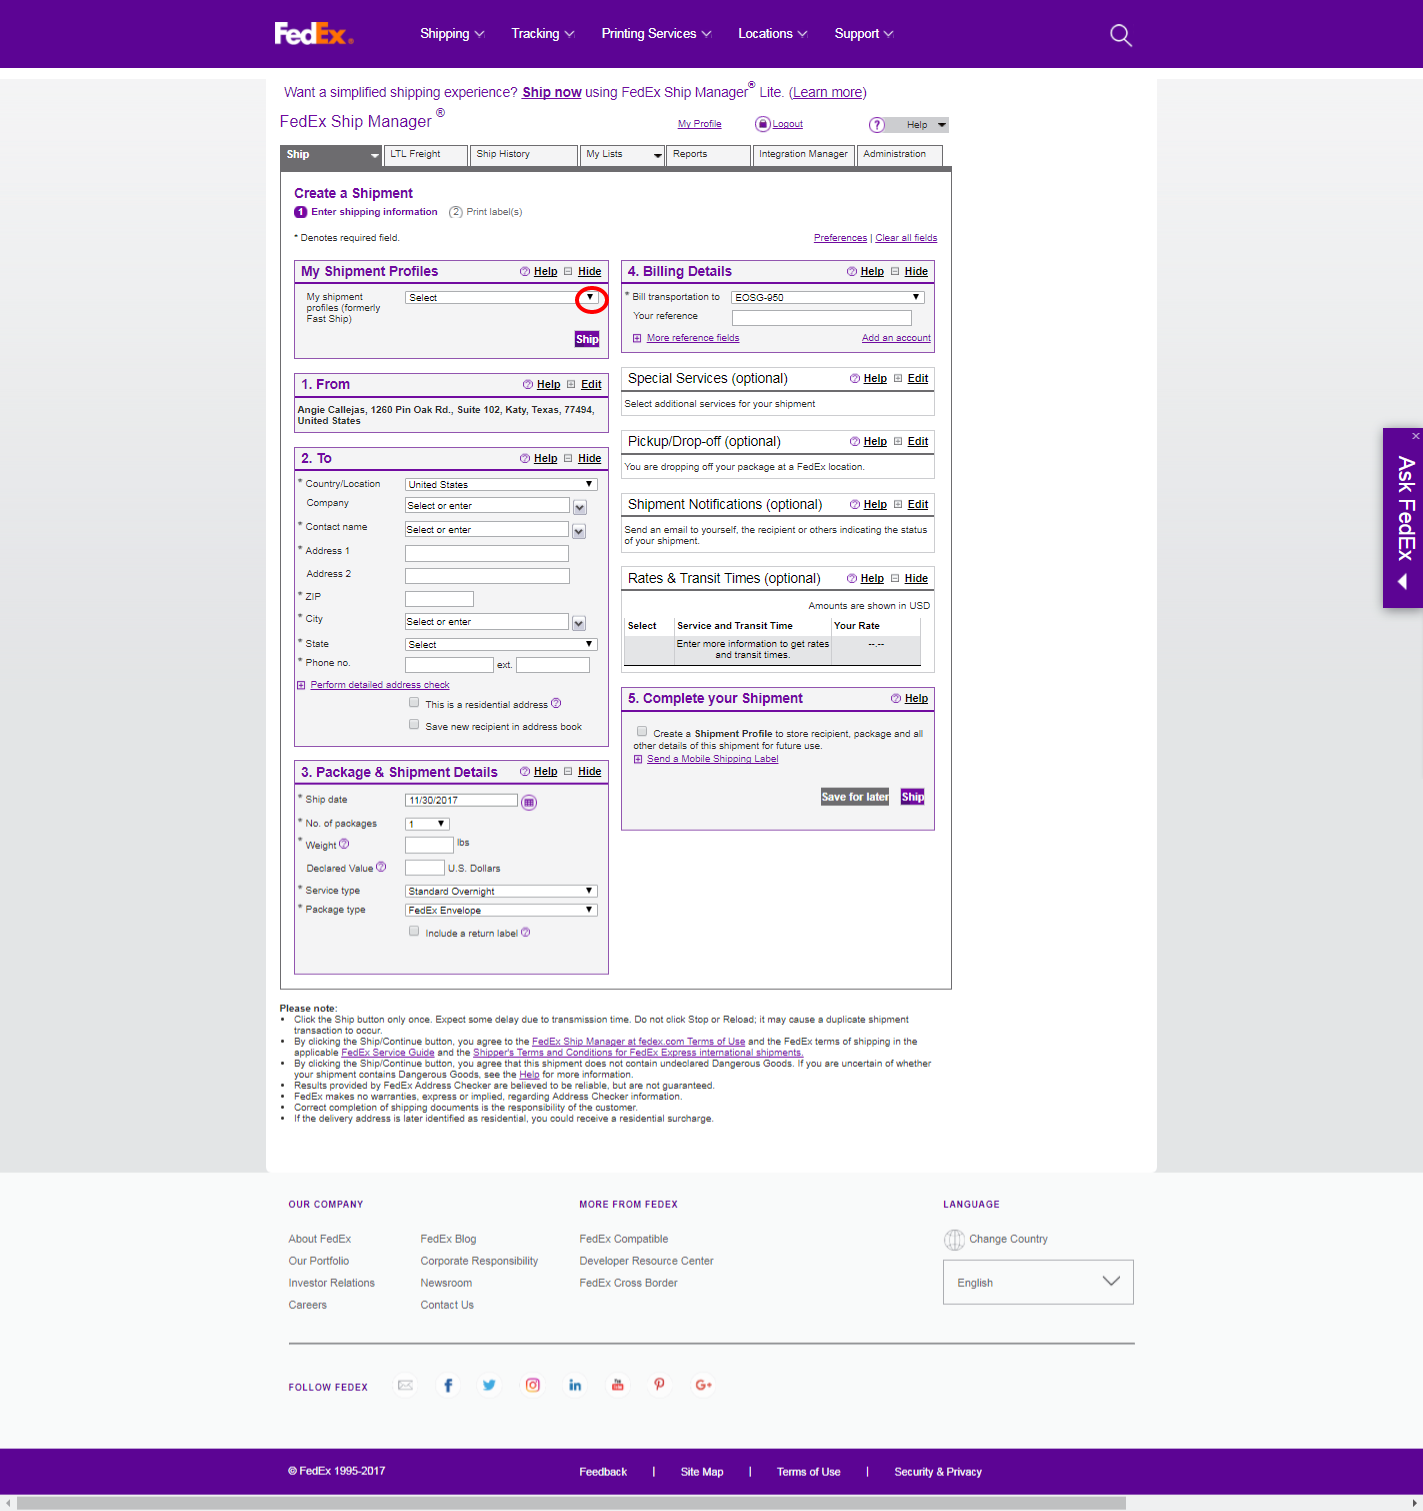 FedEx®
Shipping
Tracking
Printing Services
Locations
Support
Want a simplified shipping experience? Ship now using FedEx Ship Manager® Lite. (Learn more)
FedEx Ship Manager ®
My Profile
Logout
? Help
Ship
LTL Freight
Ship History
My Lists
Reports
Integration Manager
Administration
Create a Shipment
1 Enter shipping information
2 Print label(s)
* Denotes required field.
Preferences | Clear all fields
My Shipment Profiles
? Help Hide
My shipment
profiles (formerly
Fast Ship)
Select
Ship
1. From
? Help Edit
Angie Callejas, 1260 Pin Oak Rd., Suite 102, Katy, Texas, 77494,
United States
2. To
? Help Hide
* Country/Location
United States
Company
Select or enter
* Contact name
Select or enter
* Address 1
Address 2
* ZIP
* City
Select or enter
* State
Select
* Phone no.
ext.
Perform detailed address check
This is a residential address ?
Save new recipient in address book
3. Package & Shipment Details
? Help Hide
* Ship date
11/30/2017
* No. of packages
1
* Weight ?
lbs
Declared Value ?
U.S. Dollars
* Service type
Standard Overnight
* Package type
FedEx Envelope
Include a return label ?
4. Billing Details
? Help Hide
* Bill transportation to
EOSG-950
Your reference
More reference fields
Add an account
Special Services (optional)
? Help Edit
Select additional services for your shipment
Pickup/Drop-off (optional)
? Help Edit
You are dropping off your package at a FedEx location.
Shipment Notifications (optional)
? Help Edit
Send an email to yourself, the recipient or others indicating the status
of your shipment.
Rates & Transit Times (optional)
? Help Hide
Amounts are shown in USD
Select
Service and Transit Time
Your Rate
Enter more information to get rates
and transit times.
--.--
5. Complete your Shipment
? Help
Create a Shipment Profile to store recipient, package and all
other details of this shipment for future use.
Send a Mobile Shipping Label
Save for later
Ship
Ask FedEx
Please note:
• Click the Ship button only once. Expect some delay due to transmission time. Do not click Stop or Reload; it may cause a duplicate shipment
transaction to occur.
• By clicking the Ship/Continue button, you agree to the FedEx Ship Manager at fedex.com Terms of Use and the FedEx terms of shipping in the
applicable FedEx Service Guide and the Shipper's Terms and Conditions for FedEx Express international shipments.
• By clicking the Ship/Continue button, you agree that this shipment does not contain undeclared Dangerous Goods. If you are uncertain of whether
your shipment contains Dangerous Goods, see the Help for more information.
• Results provided by FedEx Address Checker are believed to be reliable, but are not guaranteed.
• FedEx makes no warranties, express or implied, regarding Address Checker information.
• Correct completion of shipping documents is the responsibility of the customer.
• If the delivery address is later identified as residential, you could receive a residential surcharge.
OUR COMPANY
About FedEx
Our Portfolio
Investor Relations
Careers
FedEx Blog
Corporate Responsibility
Newsroom
Contact Us
MORE FROM FEDEX
FedEx Compatible
Developer Resource Center
FedEx Cross Border
LANGUAGE
Change Country
English
FOLLOW FEDEX
© FedEx 1995-2017
Feedback | Site Map | Terms of Use | Security & Privacy